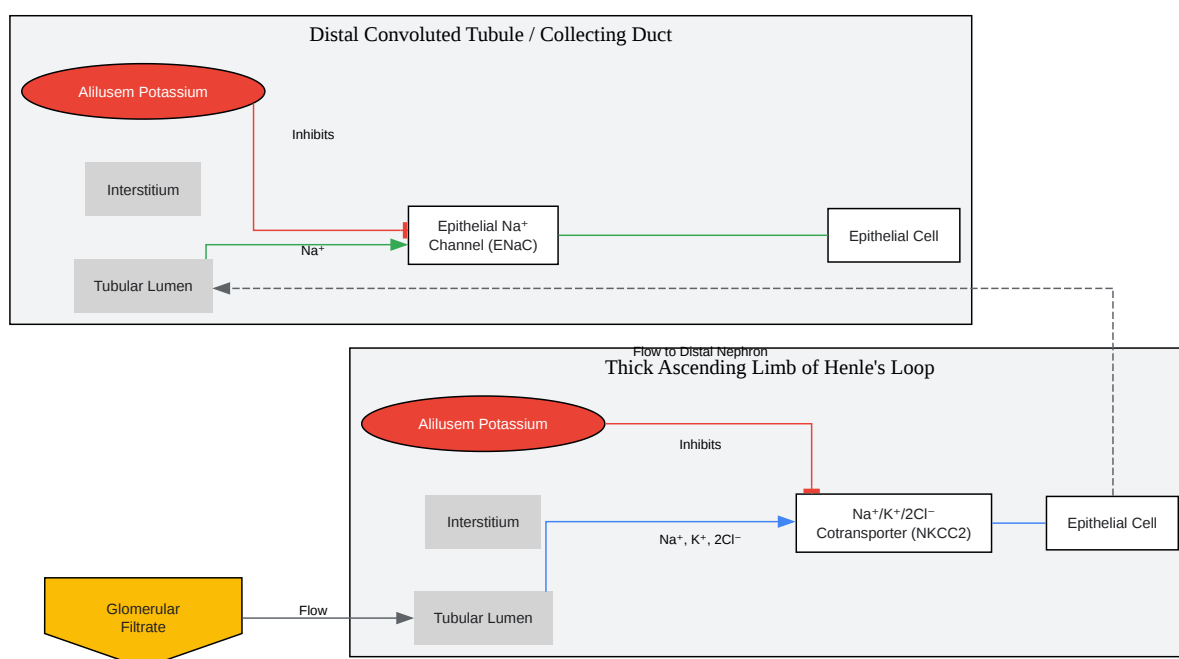 Distal Convoluted Tubule / Collecting Duct
Alilusem Potassium
Inhibits
Interstitium
Epithelial Na⁺
Channel (ENaC)
Epithelial Cell
Na⁺
Tubular Lumen
Flow to Distal Nephron
Thick Ascending Limb of Henle's Loop
Alilusem Potassium
Inhibits
Interstitium
Na⁺/K⁺/2Cl⁻
Cotransporter (NKCC2)
Epithelial Cell
Na⁺, K⁺, 2Cl⁻
Glomerular
Filtrate
Flow
Tubular Lumen